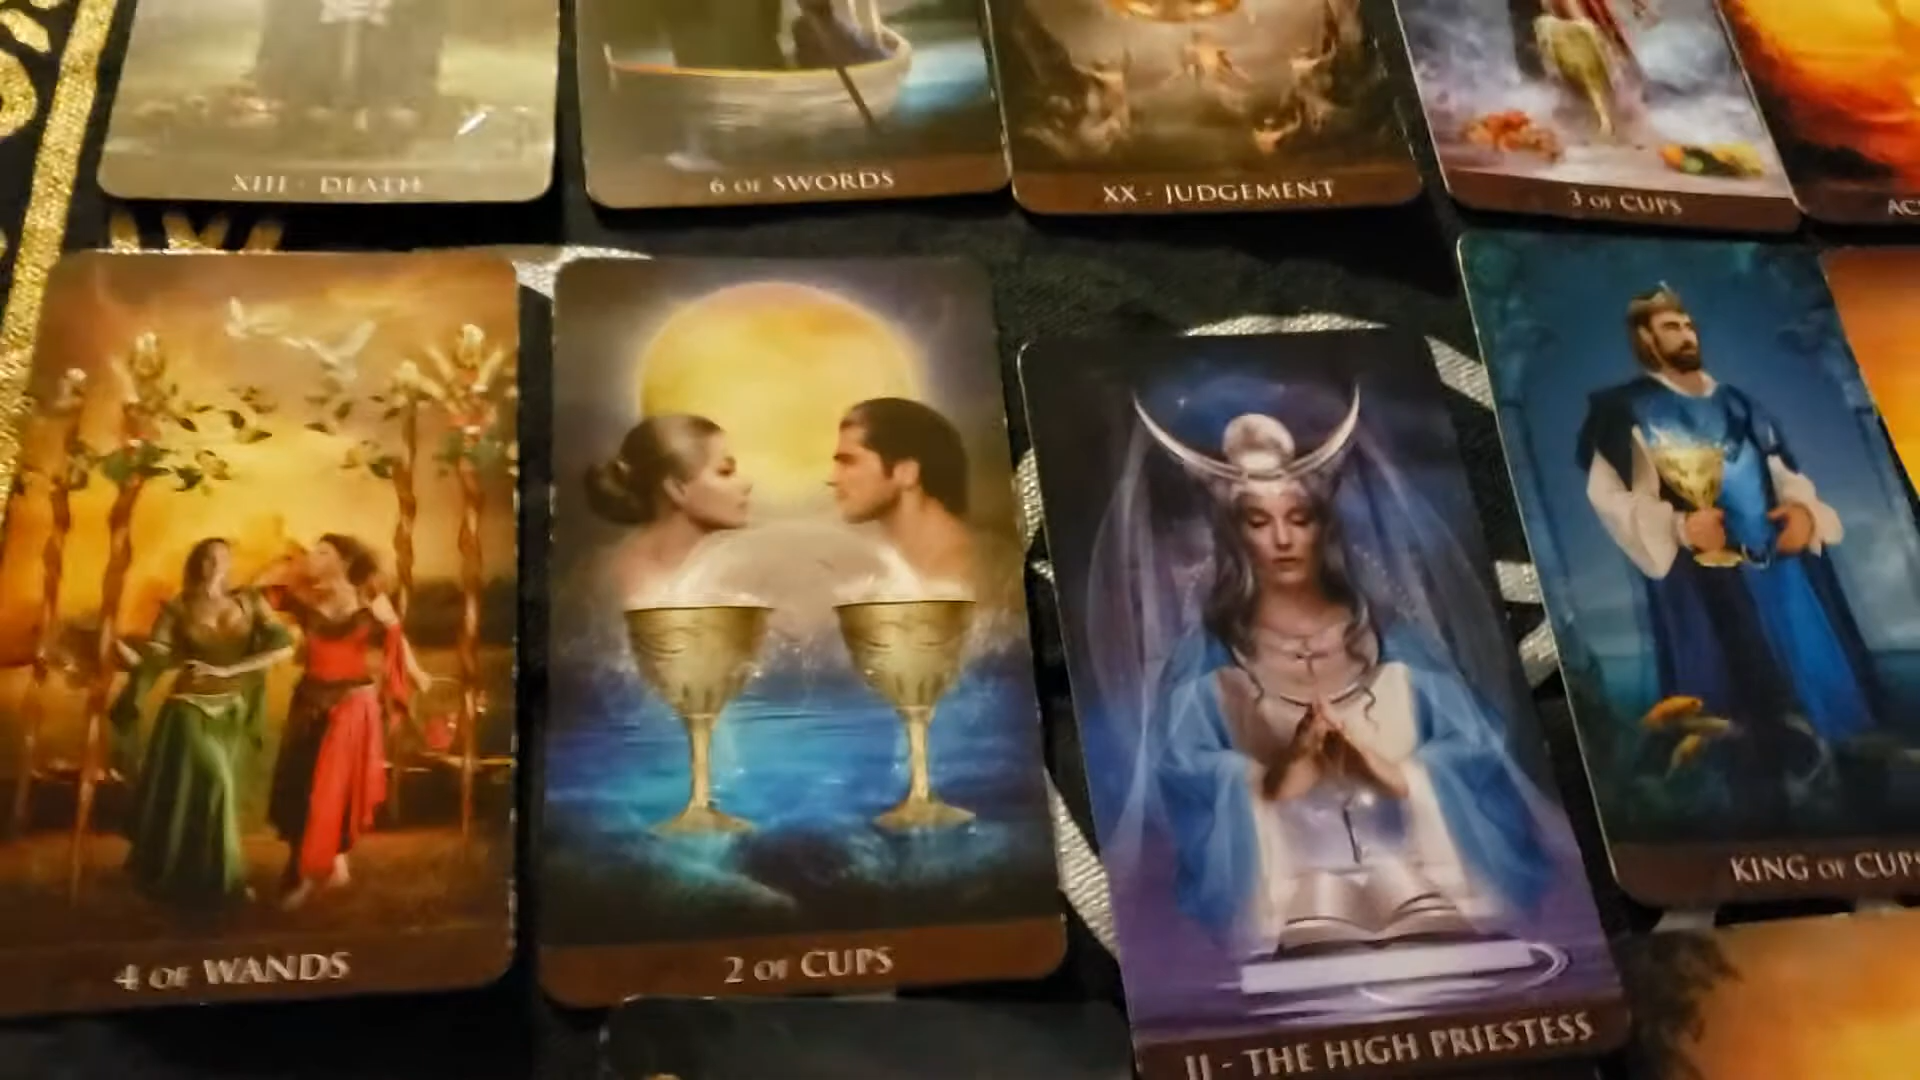 XIII · DEATH
6 OF SWORDS
XX - JUDGEMENT
3 OF CUPS
4 OF WANDS
2 OF CUPS
II - THE HIGH PRIESTESS
KING OF CUPS